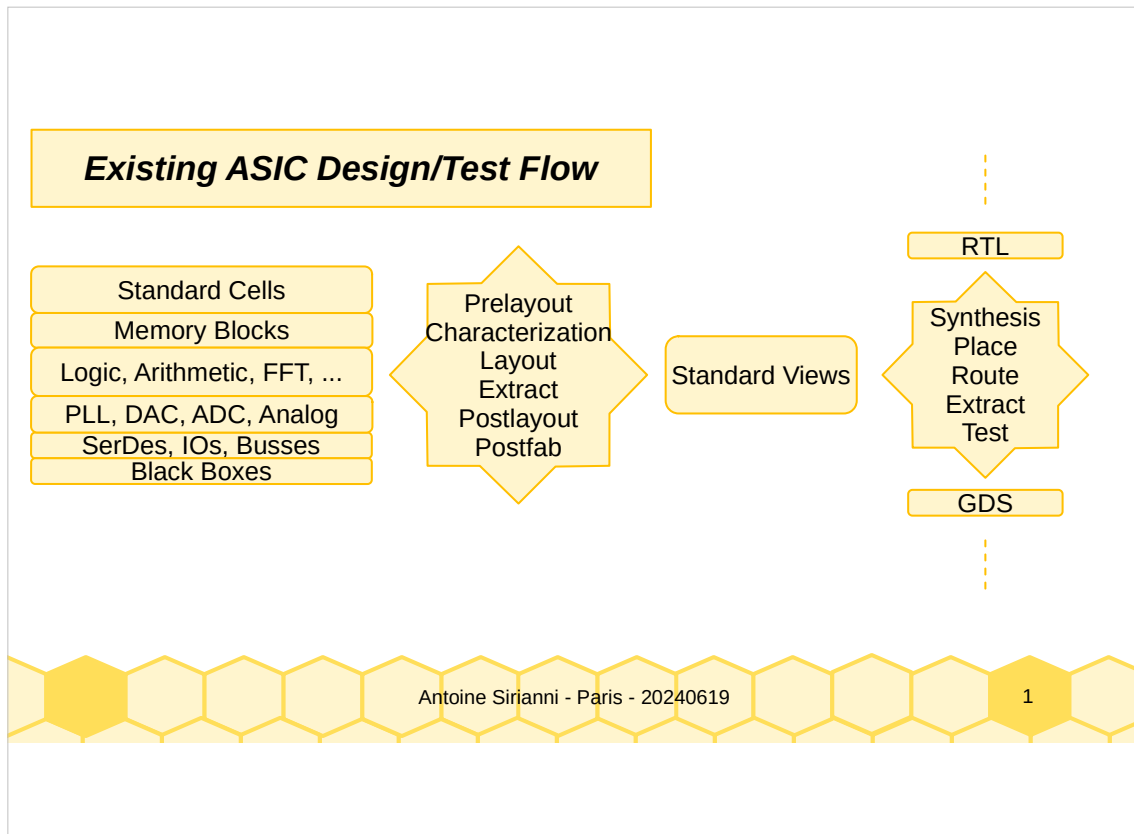 Existing ASIC Design/Test Flow
Standard Cells
Memory Blocks
Logic, Arithmetic, FFT, ...
PLL, DAC, ADC, Analog
SerDes, IOs, Busses
Black Boxes
Prelayout
Characterization
Layout
Extract
Postlayout
Postfab
Standard Views
RTL
Synthesis
Place
Route
Extract
Test
GDS
Antoine Sirianni - Paris - 20240619
1